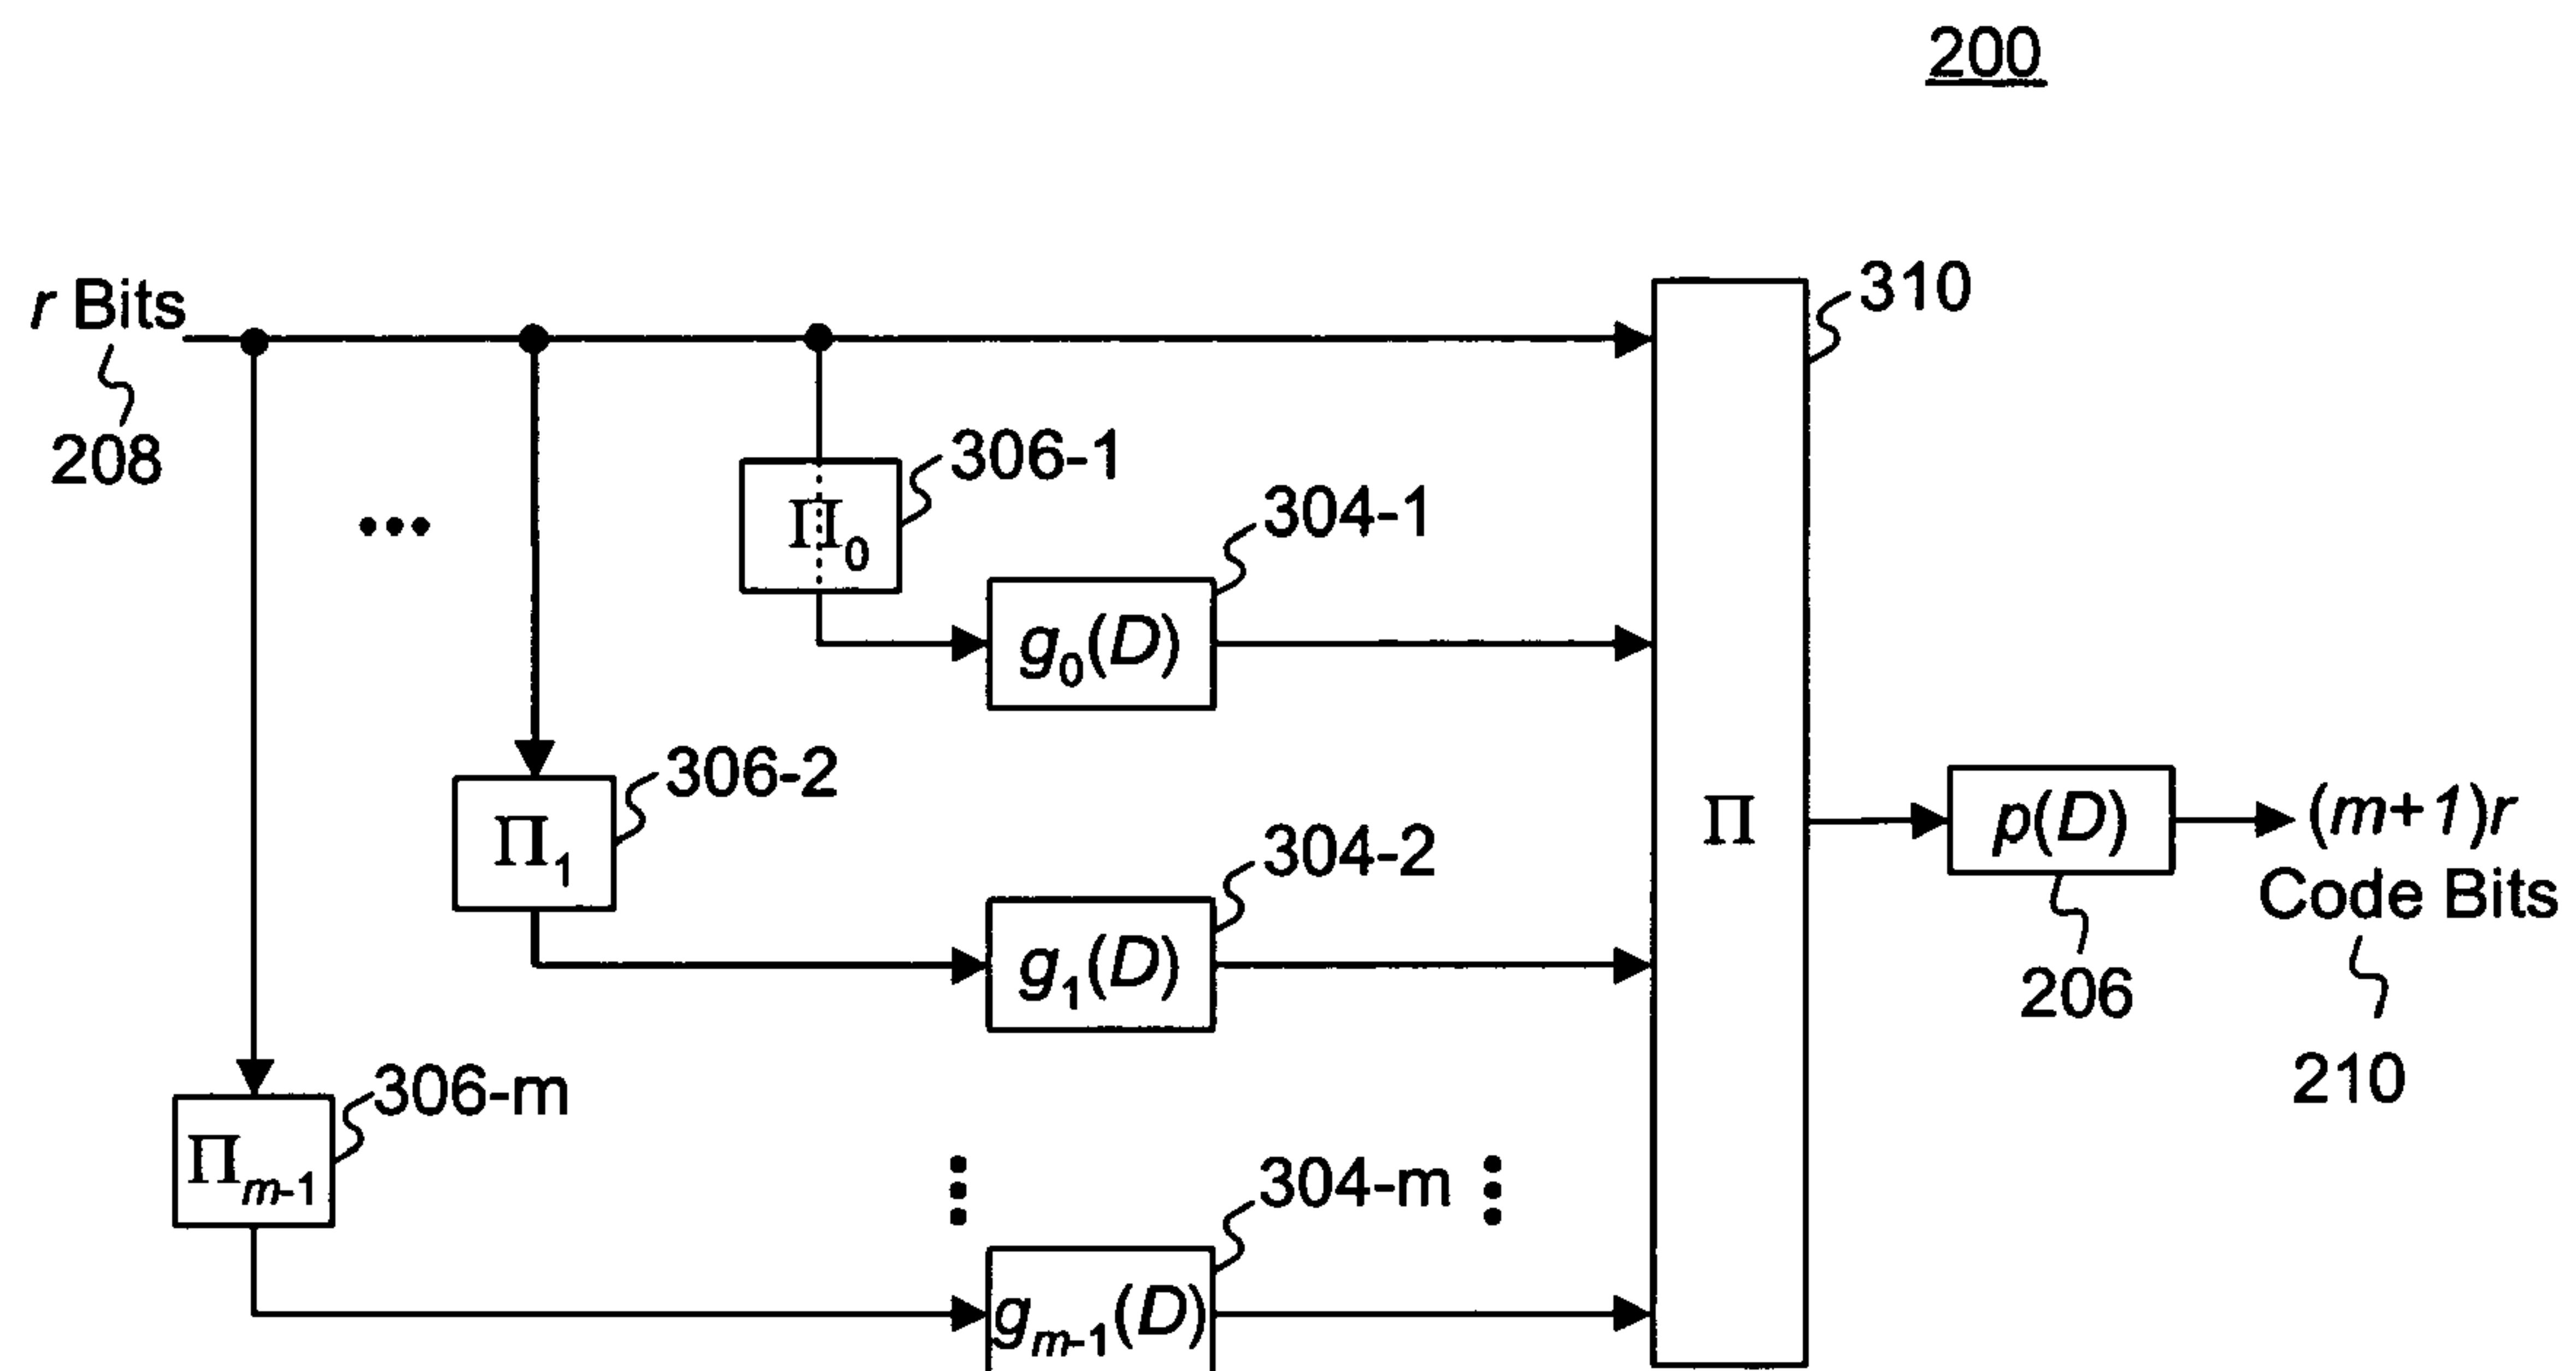 200
r Bits
208
310
306-1
Π0
304-1
g0(D)
306-2
Π1
304-2
g1(D)
Π
p(D)
(m+1)r
Code Bits
206
210
306-m
Πm-1
304-m
gm-1(D)